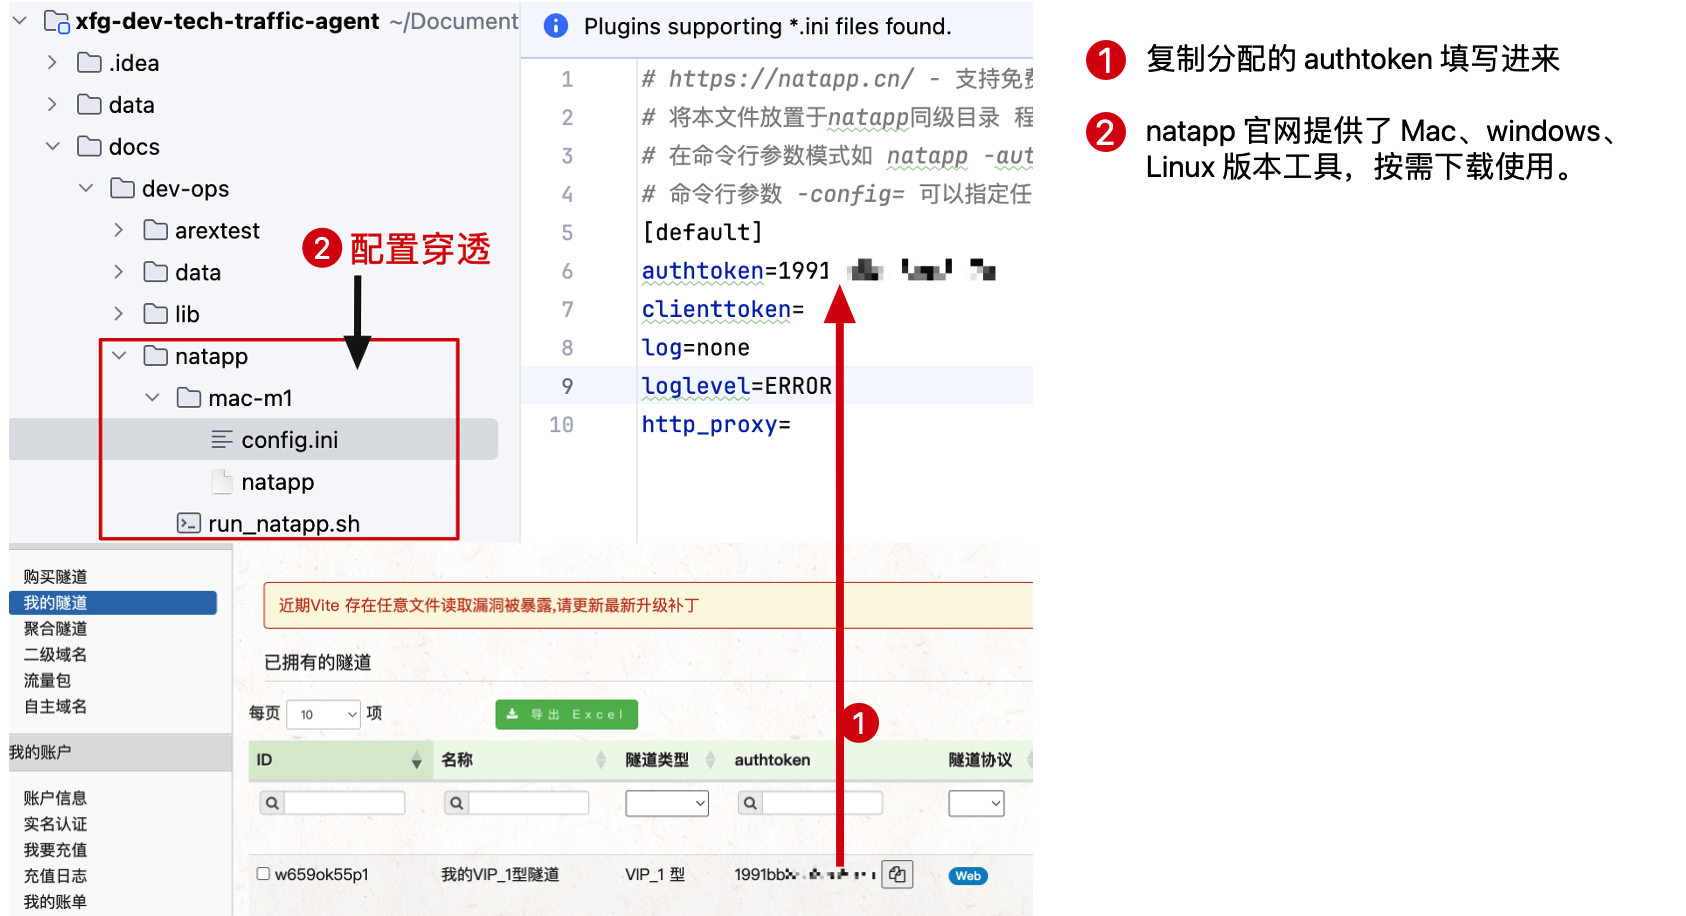 xfg-dev-tech-traffic-agent ~/Document
.idea
data
docs
dev-ops
arextest
data
lib
natapp
mac-m1
config.ini
natapp
run_natapp.sh
2 配置穿透
Plugins supporting *.ini files found.
1 # https://natapp.cn/ - 支持免费
2 # 将本文件放置于natapp同级目录 程
3 # 在命令行参数模式如 natapp -aut
4 # 命令行参数 -config= 可以指定任
5 [default]
6 authtoken=1991
7 clienttoken=
8 log=none
9 loglevel=ERROR
10 http_proxy=
1 复制分配的 authtoken 填写进来
2 natapp 官网提供了 Mac、windows、
Linux 版本工具，按需下载使用。
购买隧道
我的隧道
聚合隧道
二级域名
流量包
自主域名
我的账户
账户信息
实名认证
我要充值
充值日志
我的账单
近期Vite 存在任意文件读取漏洞被暴露,请更新最新升级补丁
已拥有的隧道
每页 10 项
导出 Excel
1
ID 名称 隧道类型 authtoken 隧道协议
w659ok55p1 我的VIP_1型隧道 VIP_1 型 1991bb Web